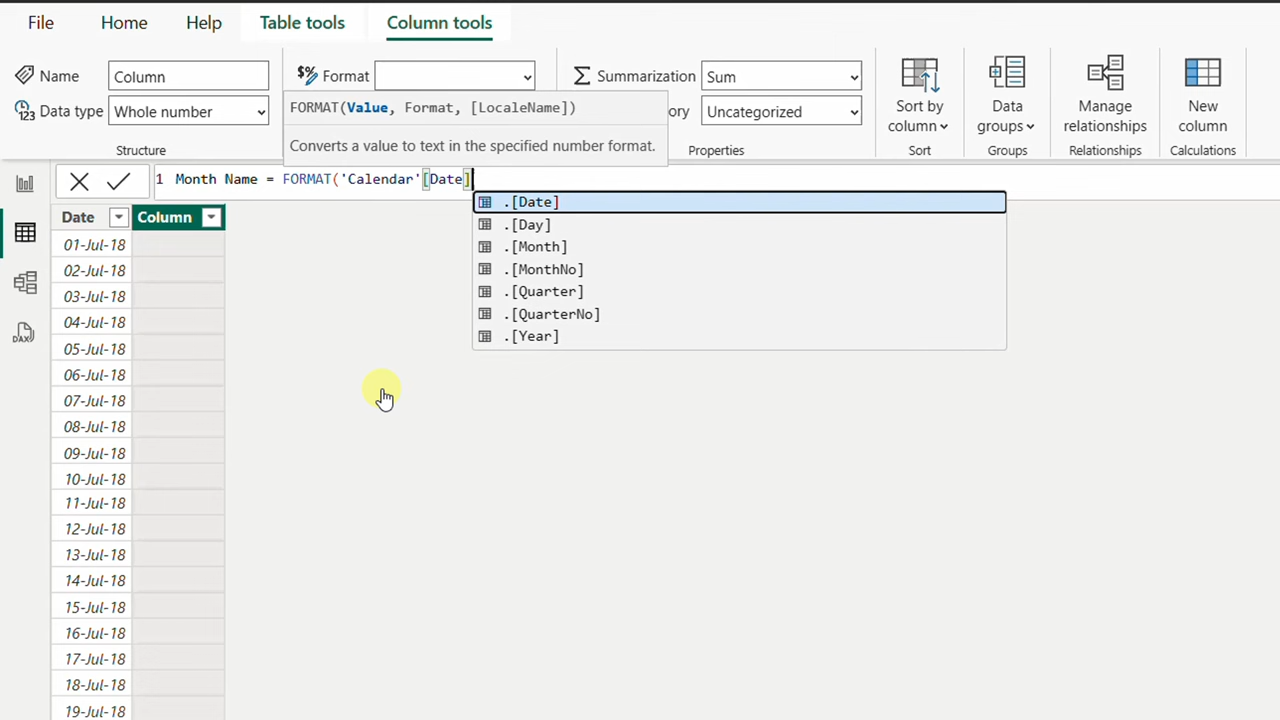 File Home Help Table tools Column tools
Name Column $% Format Σ Summarization Sum
Data type Whole number ory Uncategorized
FORMAT(Value, Format, [LocaleName])
Converts a value to text in the specified number format.
Structure Properties
Sort by column
Sort
Data groups
Groups
Manage relationships
Relationships
New column
Calculations
1 Month Name = FORMAT('Calendar'[Date]
.[Date]
.[Day]
.[Month]
.[MonthNo]
.[Quarter]
.[QuarterNo]
.[Year]
DAX
Date Column
01-Jul-18
02-Jul-18
03-Jul-18
04-Jul-18
05-Jul-18
06-Jul-18
07-Jul-18
08-Jul-18
09-Jul-18
10-Jul-18
11-Jul-18
12-Jul-18
13-Jul-18
14-Jul-18
15-Jul-18
16-Jul-18
17-Jul-18
18-Jul-18
19-Jul-18